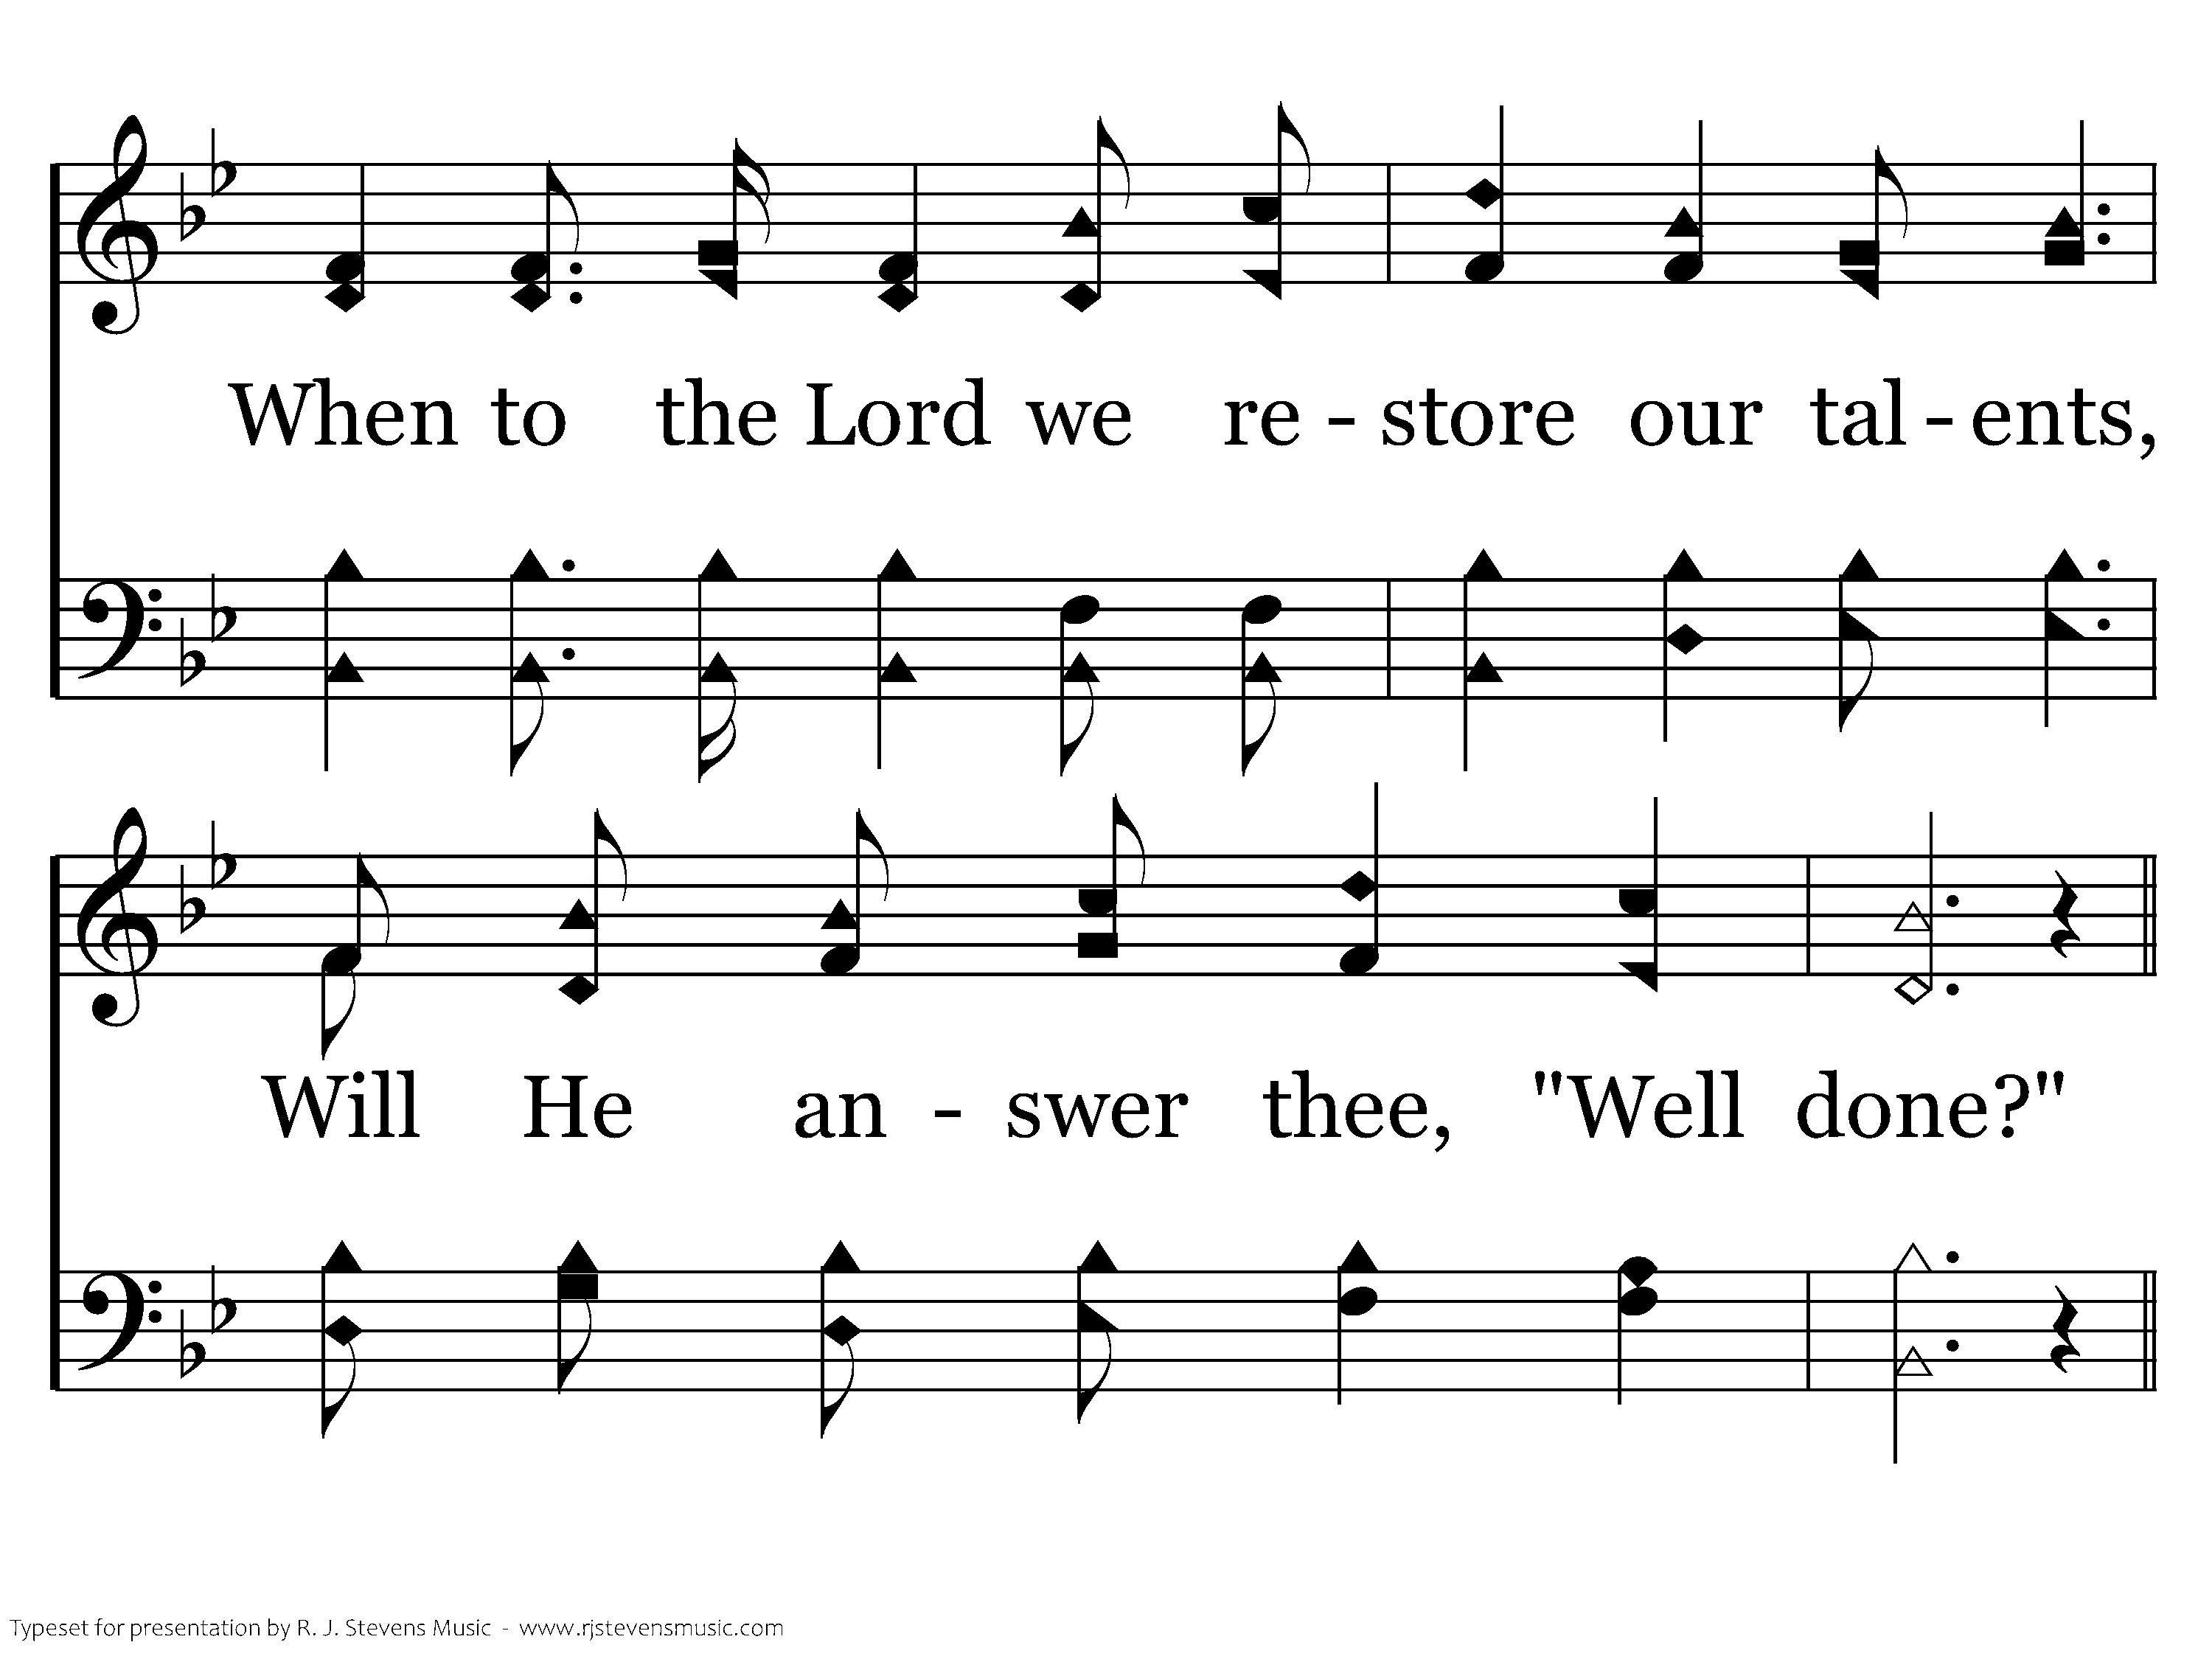 When to the Lord we re - store our tal - ents,
Will He an - swer thee, "Well done?"
Typeset for presentation by R. J. Stevens Music - www.rjstevensmusic.com